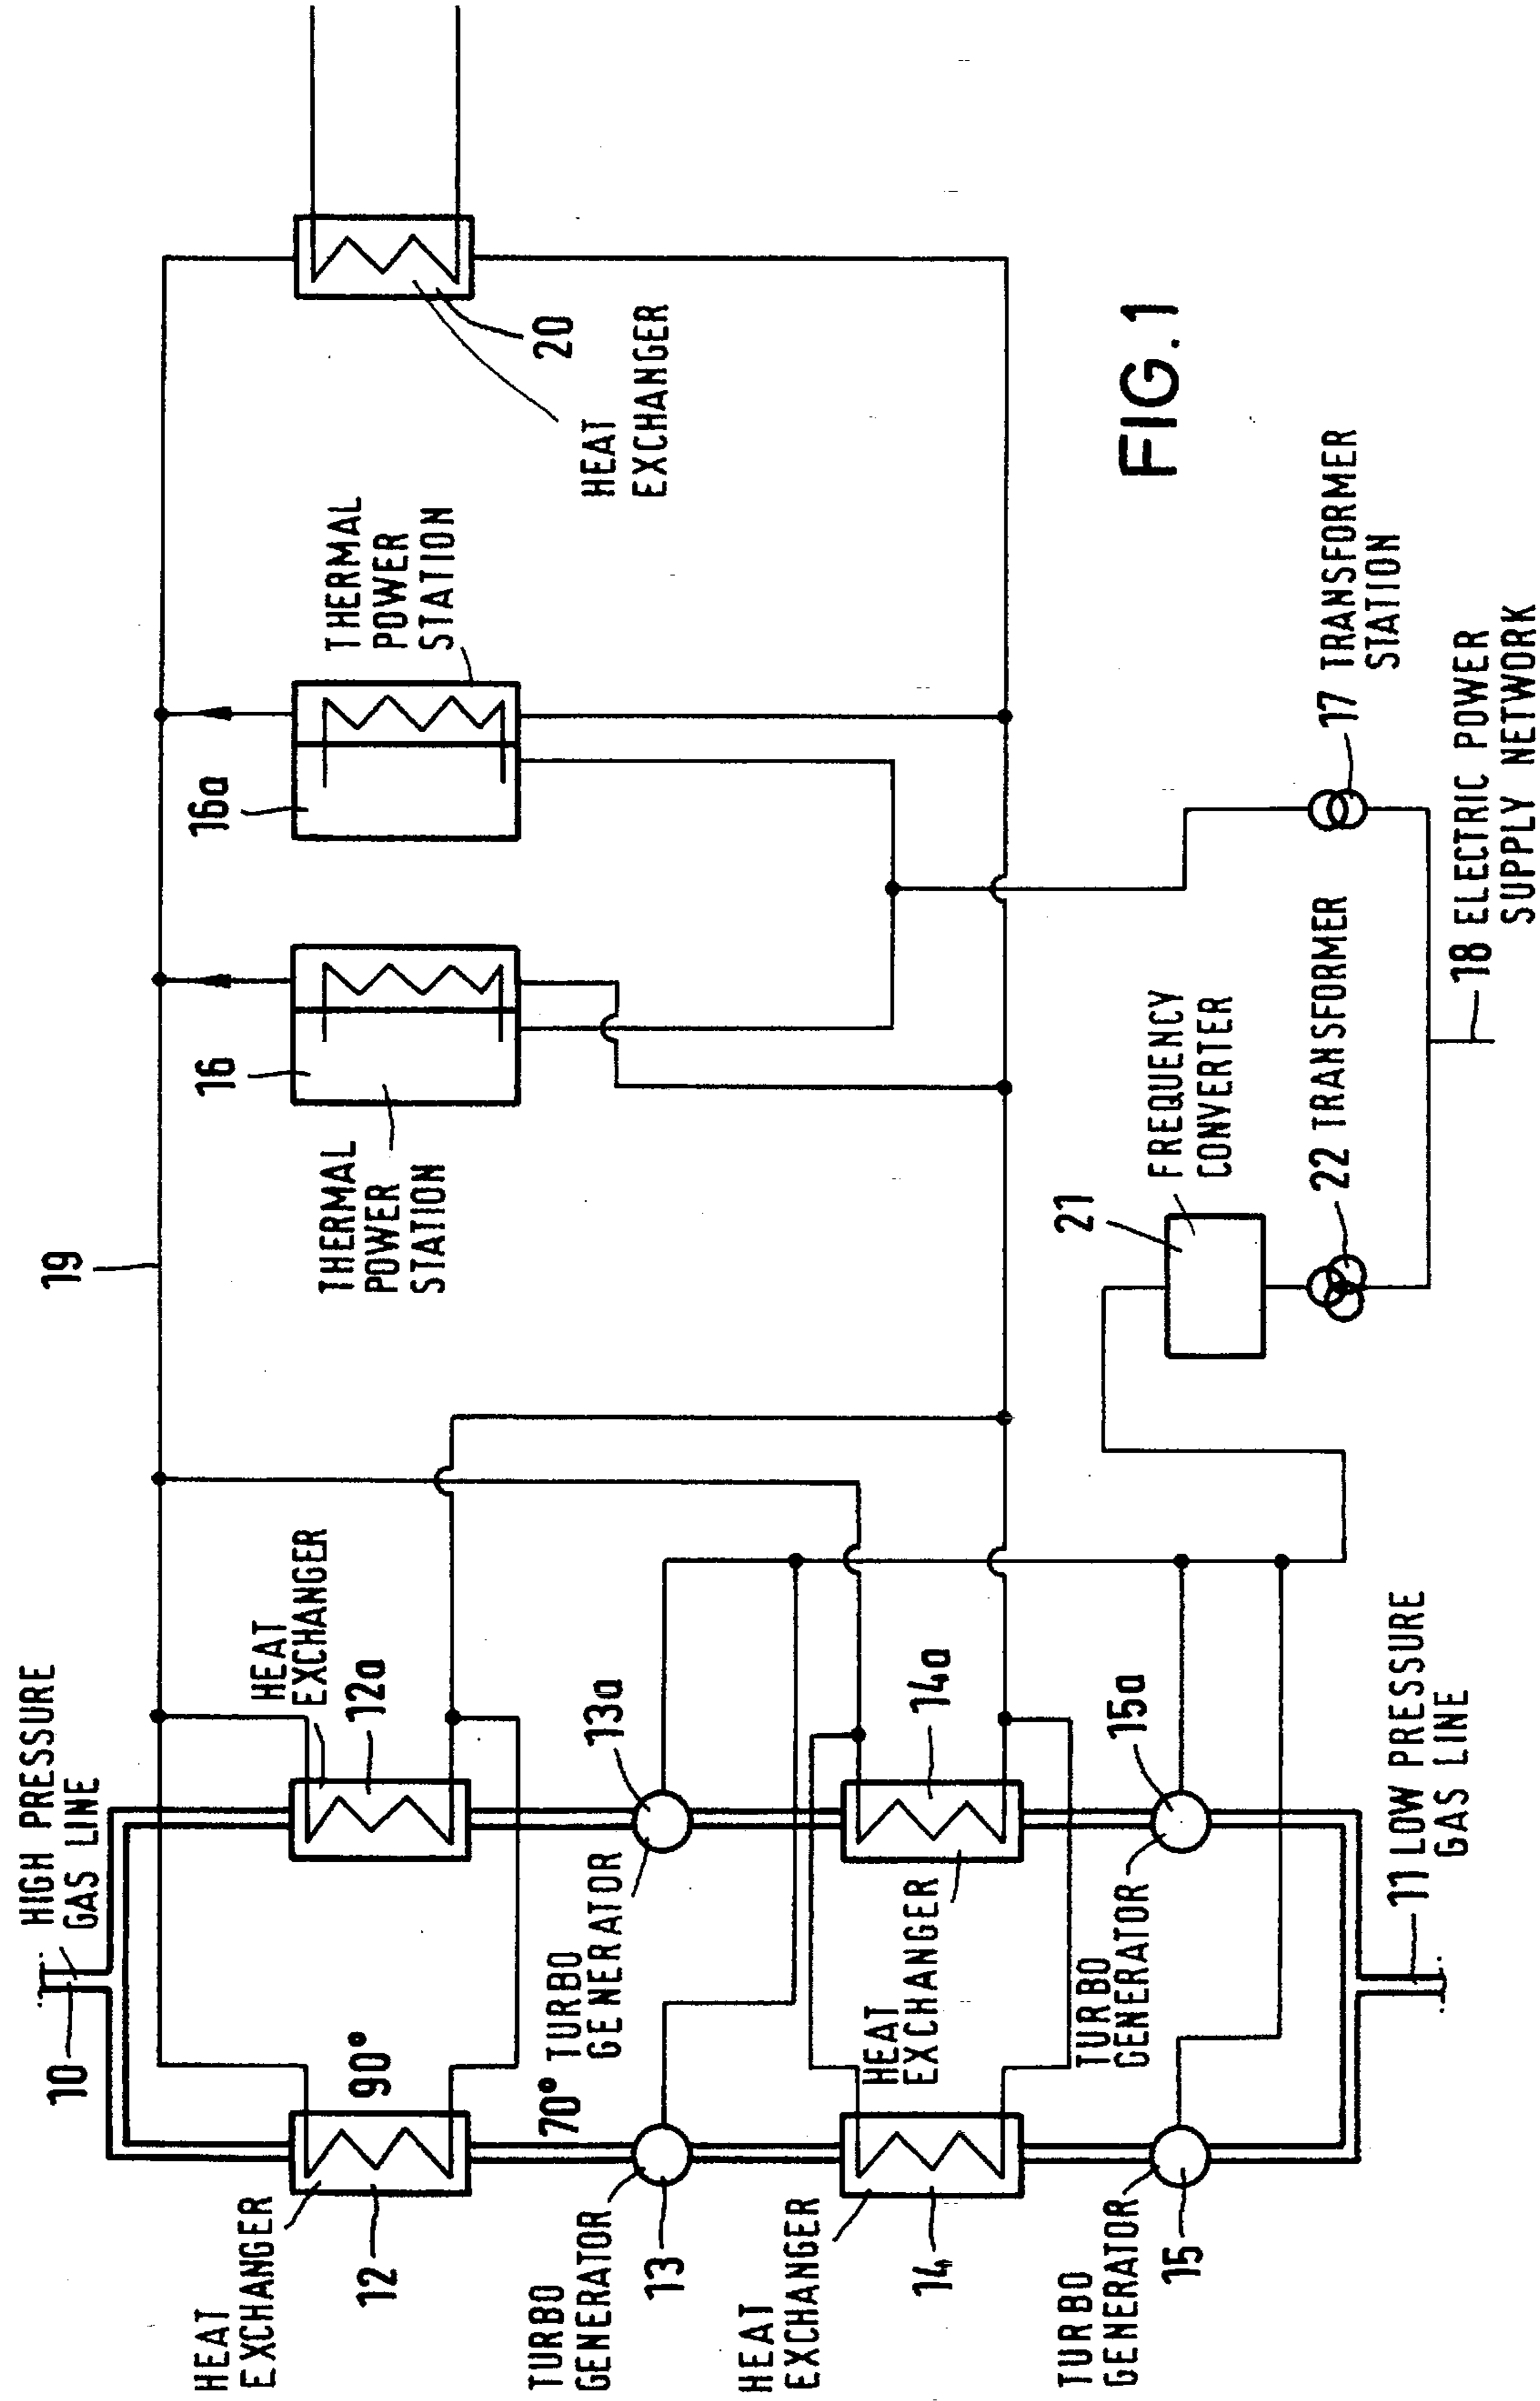 10
HIGH PRESSURE
GAS LINE
19
HEAT
EXCHANGER
12
90°
HEAT
EXCHANGER
12a
16
THERMAL
POWER
STATION
16a
THERMAL
POWER
STATION
20
HEAT
EXCHANGER
TURBO
GENERATOR
13
70°
TURBO
GENERATOR
13a
HEAT
EXCHANGER
14
HEAT
EXCHANGER
14a
TURBO
GENERATOR
15
TURBO
GENERATOR
15a
21
FREQUENCY
CONVERTER
22 TRANSFORMER
17 TRANSFORMER
STATION
18 ELECTRIC POWER
SUPPLY NETWORK
11 LOW PRESSURE
GAS LINE
FIG. 1